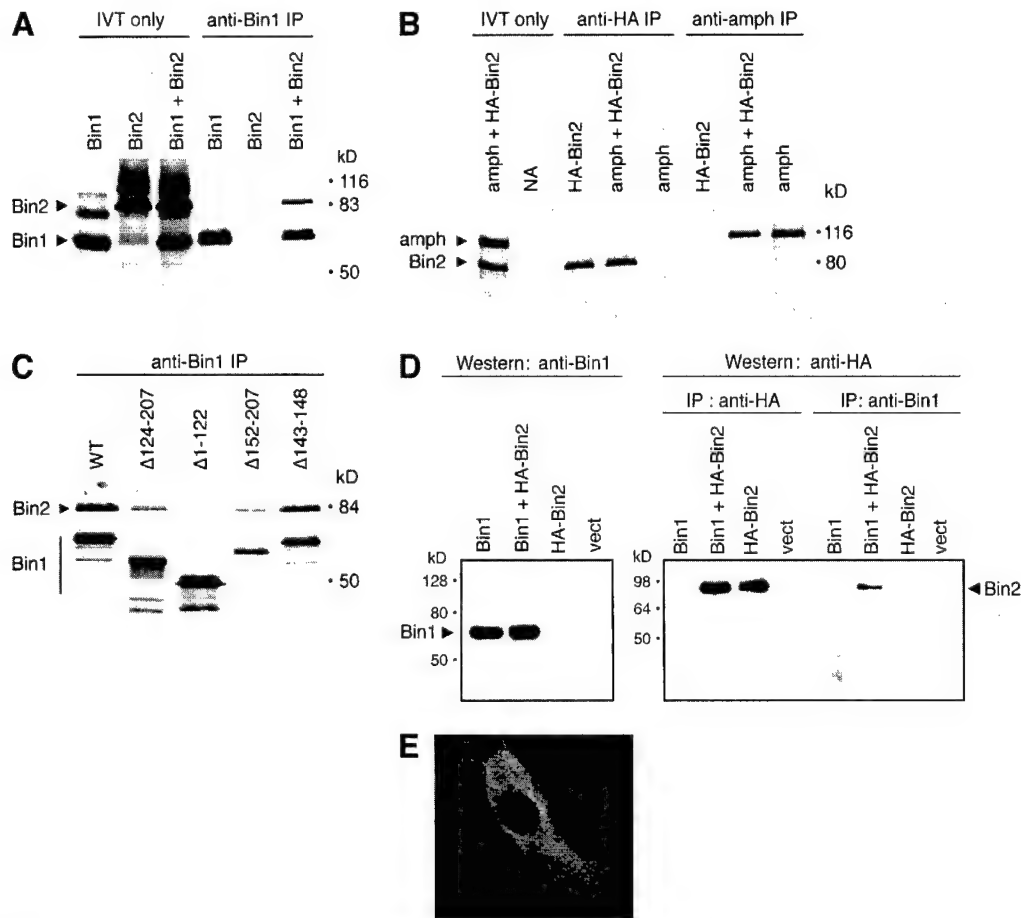 A
IVT only
anti-Bin1 IP
Bin1
Bin2
Bin1 + Bin2
Bin1
Bin2
Bin1 + Bin2
kD
116
83
50
Bin2
Bin1
B
IVT only
anti-HA IP
anti-amph IP
amph + HA-Bin2
NA
HA-Bin2
amph + HA-Bin2
amph
HA-Bin2
amph + HA-Bin2
amph
kD
116
80
amph
Bin2
C
anti-Bin1 IP
WT
Δ124-207
Δ1-122
Δ152-207
Δ143-148
kD
84
50
Bin2
Bin1
D
Western: anti-Bin1
Bin1
Bin1 + HA-Bin2
HA-Bin2
vect
kD
128
80
50
Bin1
Western: anti-HA
IP : anti-HA
IP: anti-Bin1
Bin1
Bin1 + HA-Bin2
HA-Bin2
vect
Bin1
Bin1 + HA-Bin2
HA-Bin2
vect
kD
98
64
50
Bin2
E